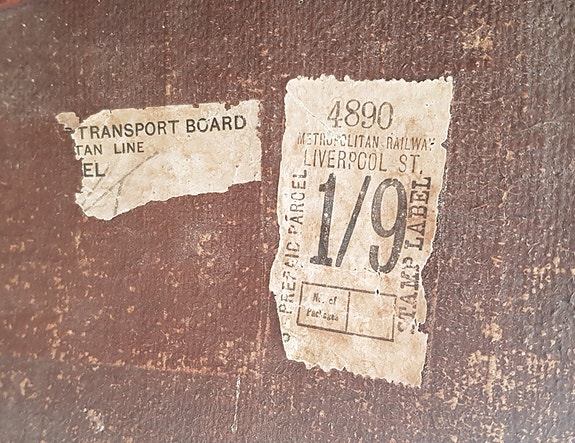 TRANSPORT BOARD
TAN LINE
EL
4890
METROPOLITAN RAILWAY
LIVERPOOL ST.
PREPAID PARCEL
1/9
STAMP LABEL
No. of
Packages